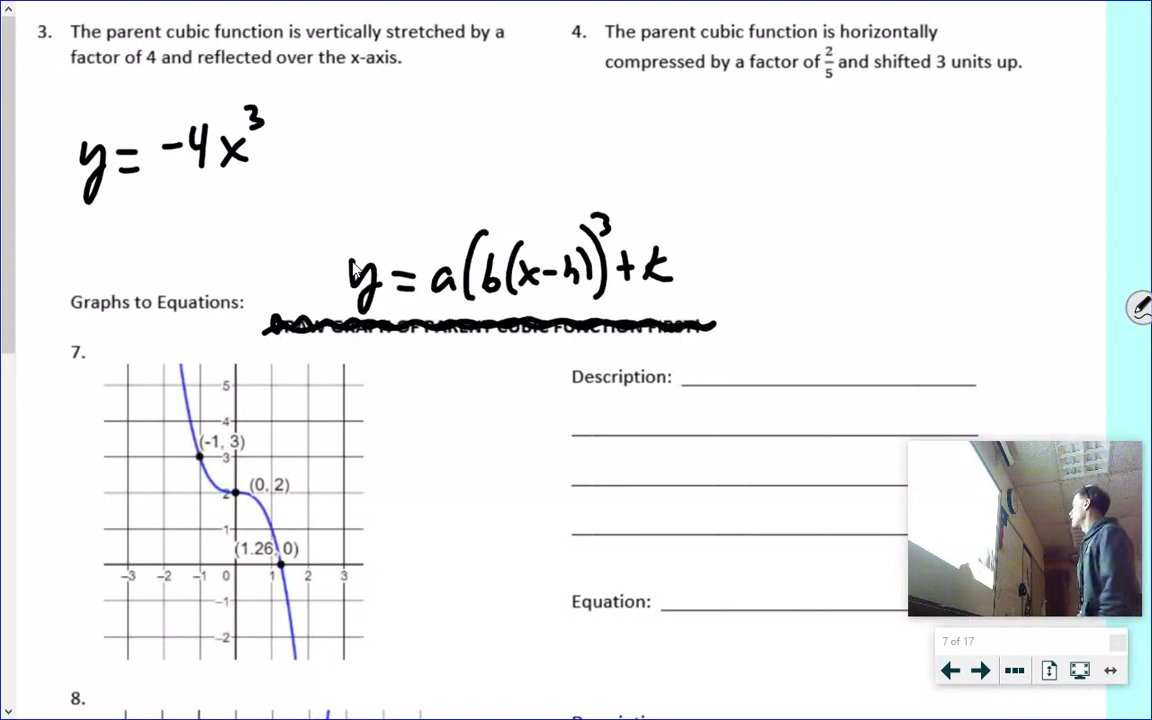 3. The parent cubic function is vertically stretched by a
factor of 4 and reflected over the x-axis.
4. The parent cubic function is horizontally
compressed by a factor of 2/5 and shifted 3 units up.
y = -4x³
y = a(b(x-h))³+k
Graphs to Equations:
7.
5
4
(-1, 3)
3
2
(0, 2)
1
(1.26, 0)
-3 -2 -1 0 1 2 3
-1
-2
Description:
Equation:
7 of 17
8.